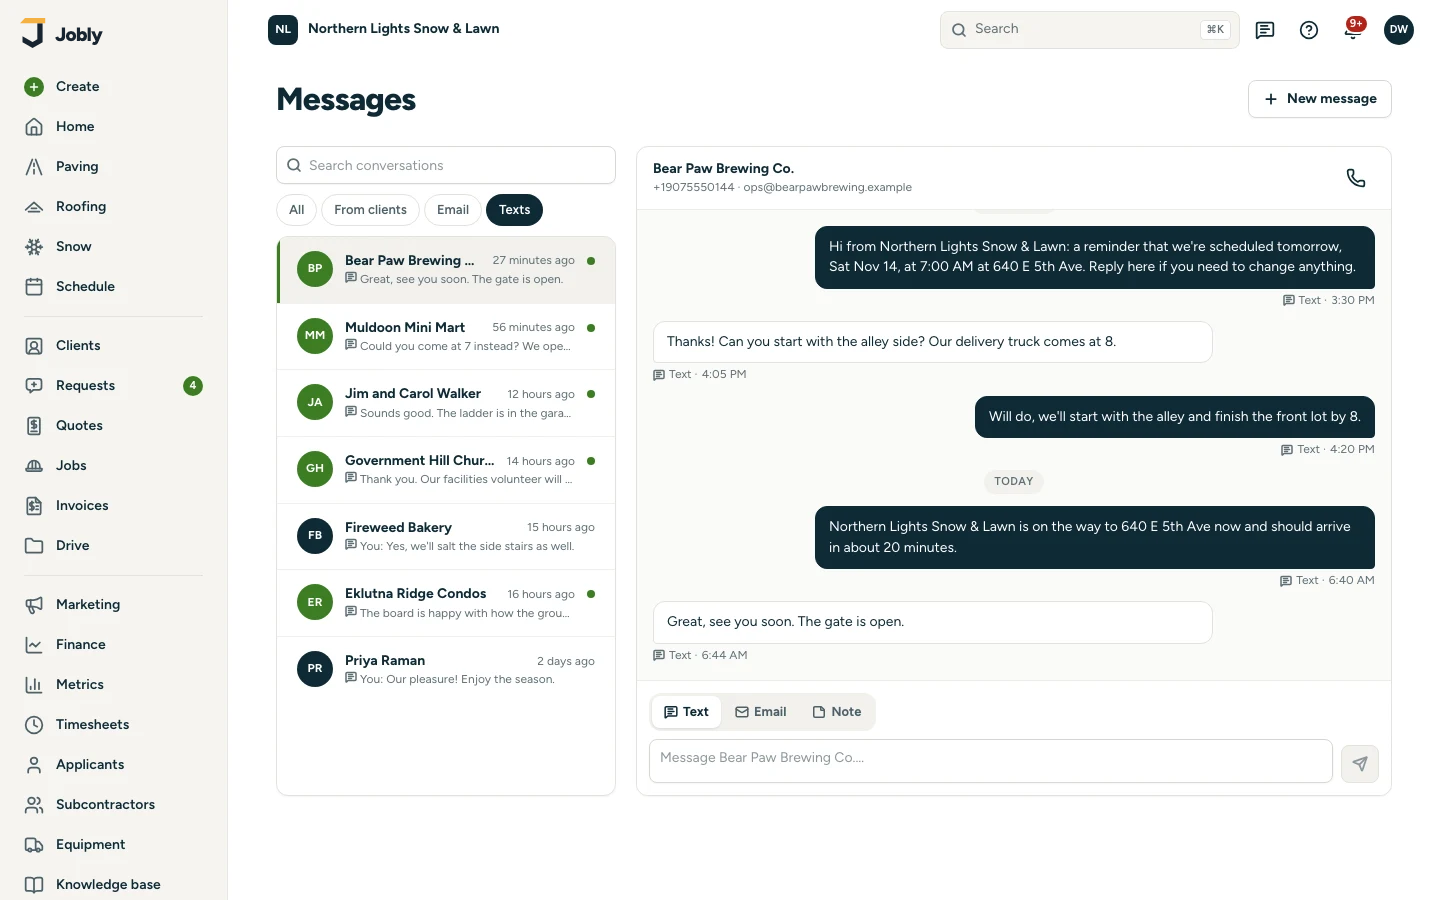 Jobly
Create
Home
Paving
Roofing
Snow
Schedule
Clients
Requests 4
Quotes
Jobs
Invoices
Drive
Marketing
Finance
Metrics
Timesheets
Applicants
Subcontractors
Equipment
Knowledge base
NL Northern Lights Snow & Lawn
Search ⌘K
9+
DW
Messages
New message
Search conversations
All From clients Email Texts
BP Bear Paw Brewing ... 27 minutes ago
Great, see you soon. The gate is open.
MM Muldoon Mini Mart 56 minutes ago
Could you come at 7 instead? We ope...
JA Jim and Carol Walker 12 hours ago
Sounds good. The ladder is in the gara...
GH Government Hill Chur... 14 hours ago
Thank you. Our facilities volunteer will ...
FB Fireweed Bakery 15 hours ago
You: Yes, we'll salt the side stairs as well.
ER Eklutna Ridge Condos 16 hours ago
The board is happy with how the grou...
PR Priya Raman 2 days ago
You: Our pleasure! Enjoy the season.
Bear Paw Brewing Co.
+19075550144 · ops@bearpawbrewing.example
Hi from Northern Lights Snow & Lawn: a reminder that we're scheduled tomorrow,
Sat Nov 14, at 7:00 AM at 640 E 5th Ave. Reply here if you need to change anything.
Text · 3:30 PM
Thanks! Can you start with the alley side? Our delivery truck comes at 8.
Text · 4:05 PM
Will do, we'll start with the alley and finish the front lot by 8.
Text · 4:20 PM
TODAY
Northern Lights Snow & Lawn is on the way to 640 E 5th Ave now and should arrive
in about 20 minutes.
Text · 6:40 AM
Great, see you soon. The gate is open.
Text · 6:44 AM
Text Email Note
Message Bear Paw Brewing Co....